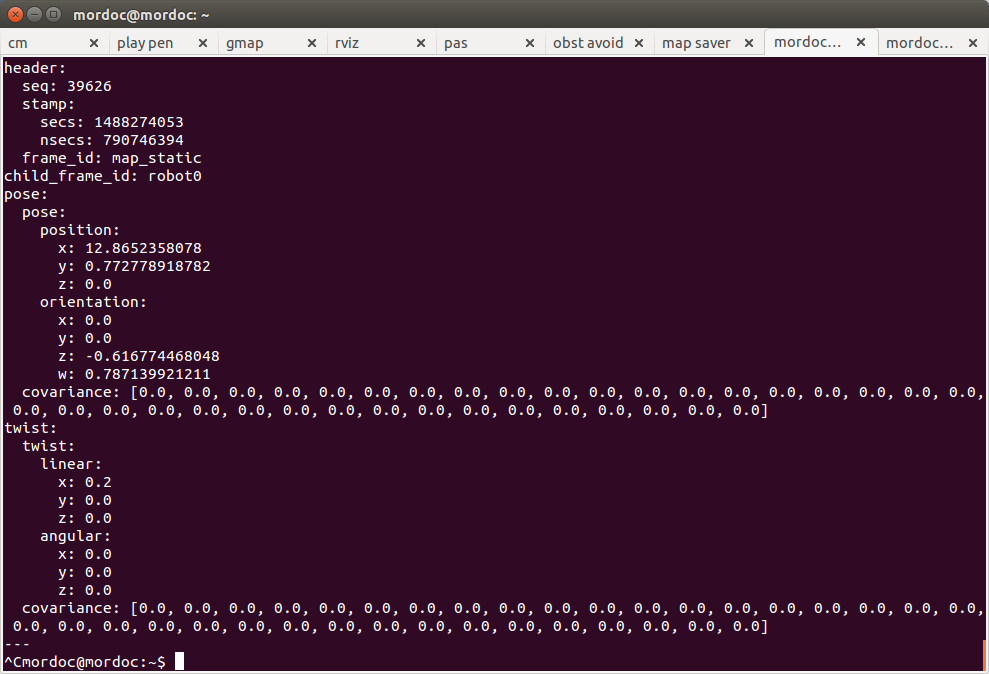 mordoc@mordoc: ~
cm × play pen × gmap × rviz × pas × obst avoid × map saver × mordoc... × mordoc... ×
header:
  seq: 39626
  stamp:
    secs: 1488274053
    nsecs: 790746394
  frame_id: map_static
child_frame_id: robot0
pose:
  pose:
    position:
      x: 12.8652358078
      y: 0.772778918782
      z: 0.0
    orientation:
      x: 0.0
      y: 0.0
      z: -0.616774468048
      w: 0.787139921211
  covariance: [0.0, 0.0, 0.0, 0.0, 0.0, 0.0, 0.0, 0.0, 0.0, 0.0, 0.0, 0.0, 0.0, 0.0, 0.0, 0.0, 0.0, 0.0, 0.0,
 0.0, 0.0, 0.0, 0.0, 0.0, 0.0, 0.0, 0.0, 0.0, 0.0, 0.0, 0.0, 0.0, 0.0, 0.0, 0.0, 0.0]
twist:
  twist:
    linear:
      x: 0.2
      y: 0.0
      z: 0.0
    angular:
      x: 0.0
      y: 0.0
      z: 0.0
  covariance: [0.0, 0.0, 0.0, 0.0, 0.0, 0.0, 0.0, 0.0, 0.0, 0.0, 0.0, 0.0, 0.0, 0.0, 0.0, 0.0, 0.0, 0.0, 0.0,
 0.0, 0.0, 0.0, 0.0, 0.0, 0.0, 0.0, 0.0, 0.0, 0.0, 0.0, 0.0, 0.0, 0.0, 0.0, 0.0, 0.0]
---
^Cmordoc@mordoc:~$